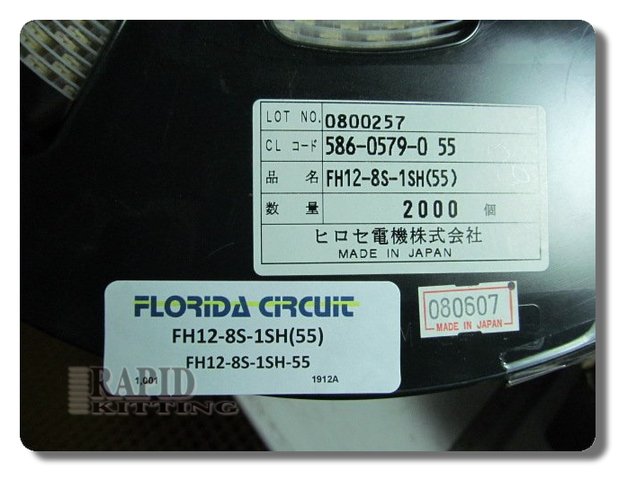 LOT NO. 0800257
CL コード 586-0579-0 55
品 名 FH12-8S-1SH(55)
数 量 2000 個
ヒロセ電機株式会社
MADE IN JAPAN
080607
MADE IN JAPAN
FLORIDA CIRCUIT
FH12-8S-1SH(55)
FH12-8S-1SH-55
1,001 1912A
RAPID
KITTING